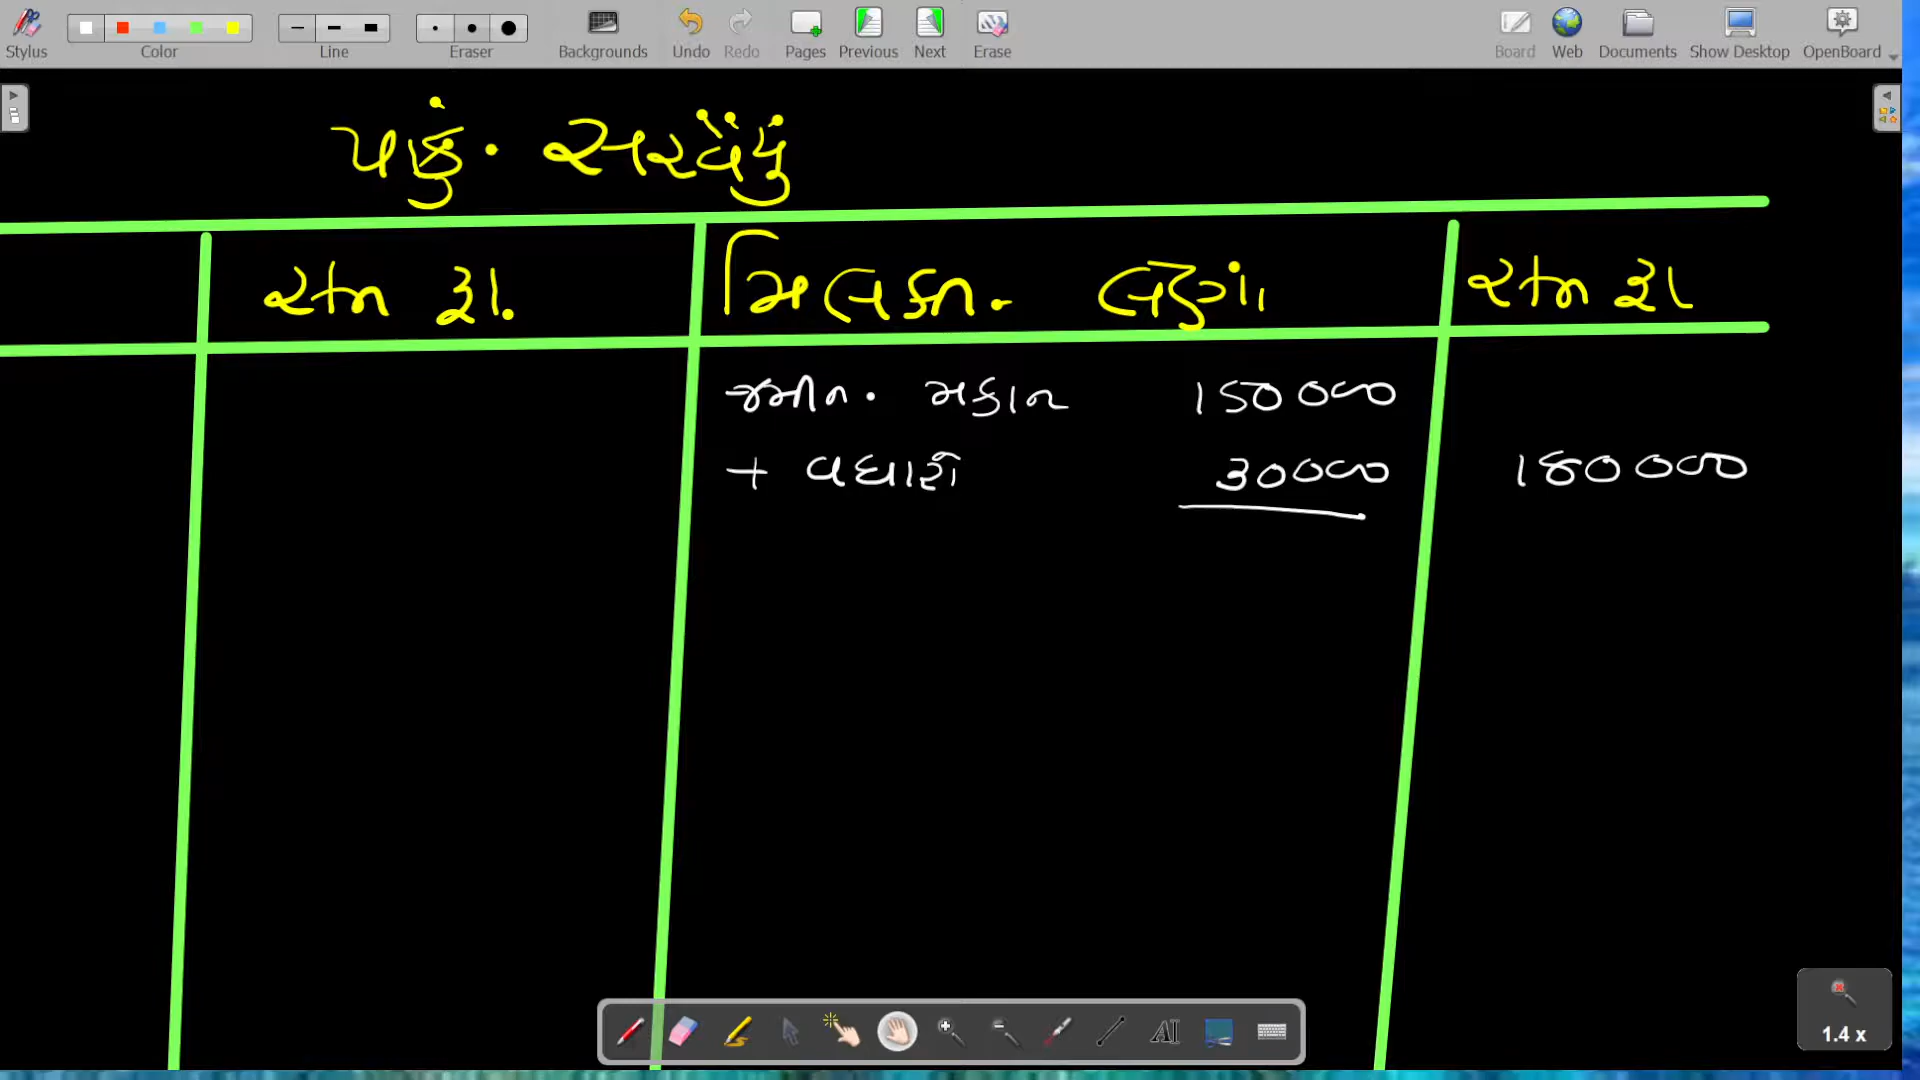 Stylus Color Line Eraser Backgrounds Undo Redo Pages Previous Next Erase Board Web Documents Show Desktop OpenBoard
પાકું. સરવૈયું
રકમ રૂા. મિલકત. લેણાં રકમ રૂા
જમીન. મકાન 150000
+ વધારો 30000 180000
1.4 x